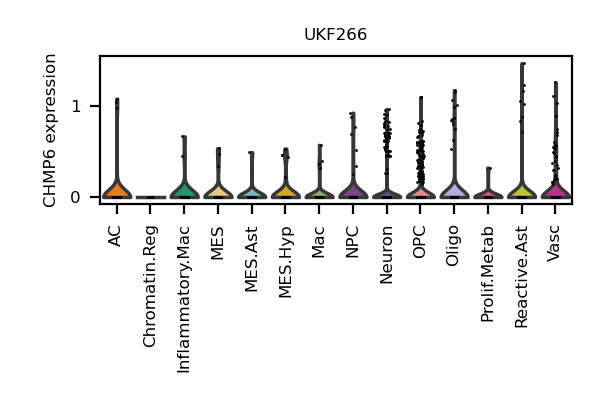 UKF266
CHMP6 expression
1
0
AC
Chromatin.Reg
Inflammatory.Mac
MES
MES.Ast
MES.Hyp
Mac
NPC
Neuron
OPC
Oligo
Prolif.Metab
Reactive.Ast
Vasc